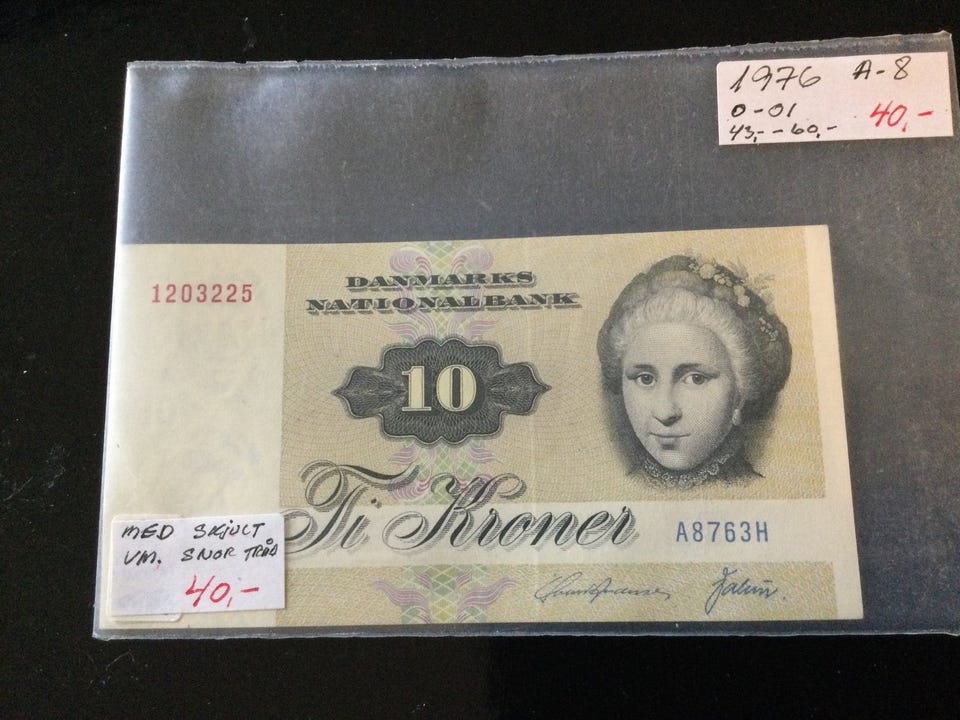 1976 A-8
0-01
43,- - 60,- 40,-
1203225
DANMARKS
NATIONALBANK
10
Ti Kroner
A8763H
MED SKJULT
VM. SNOR TRÅD
40,-